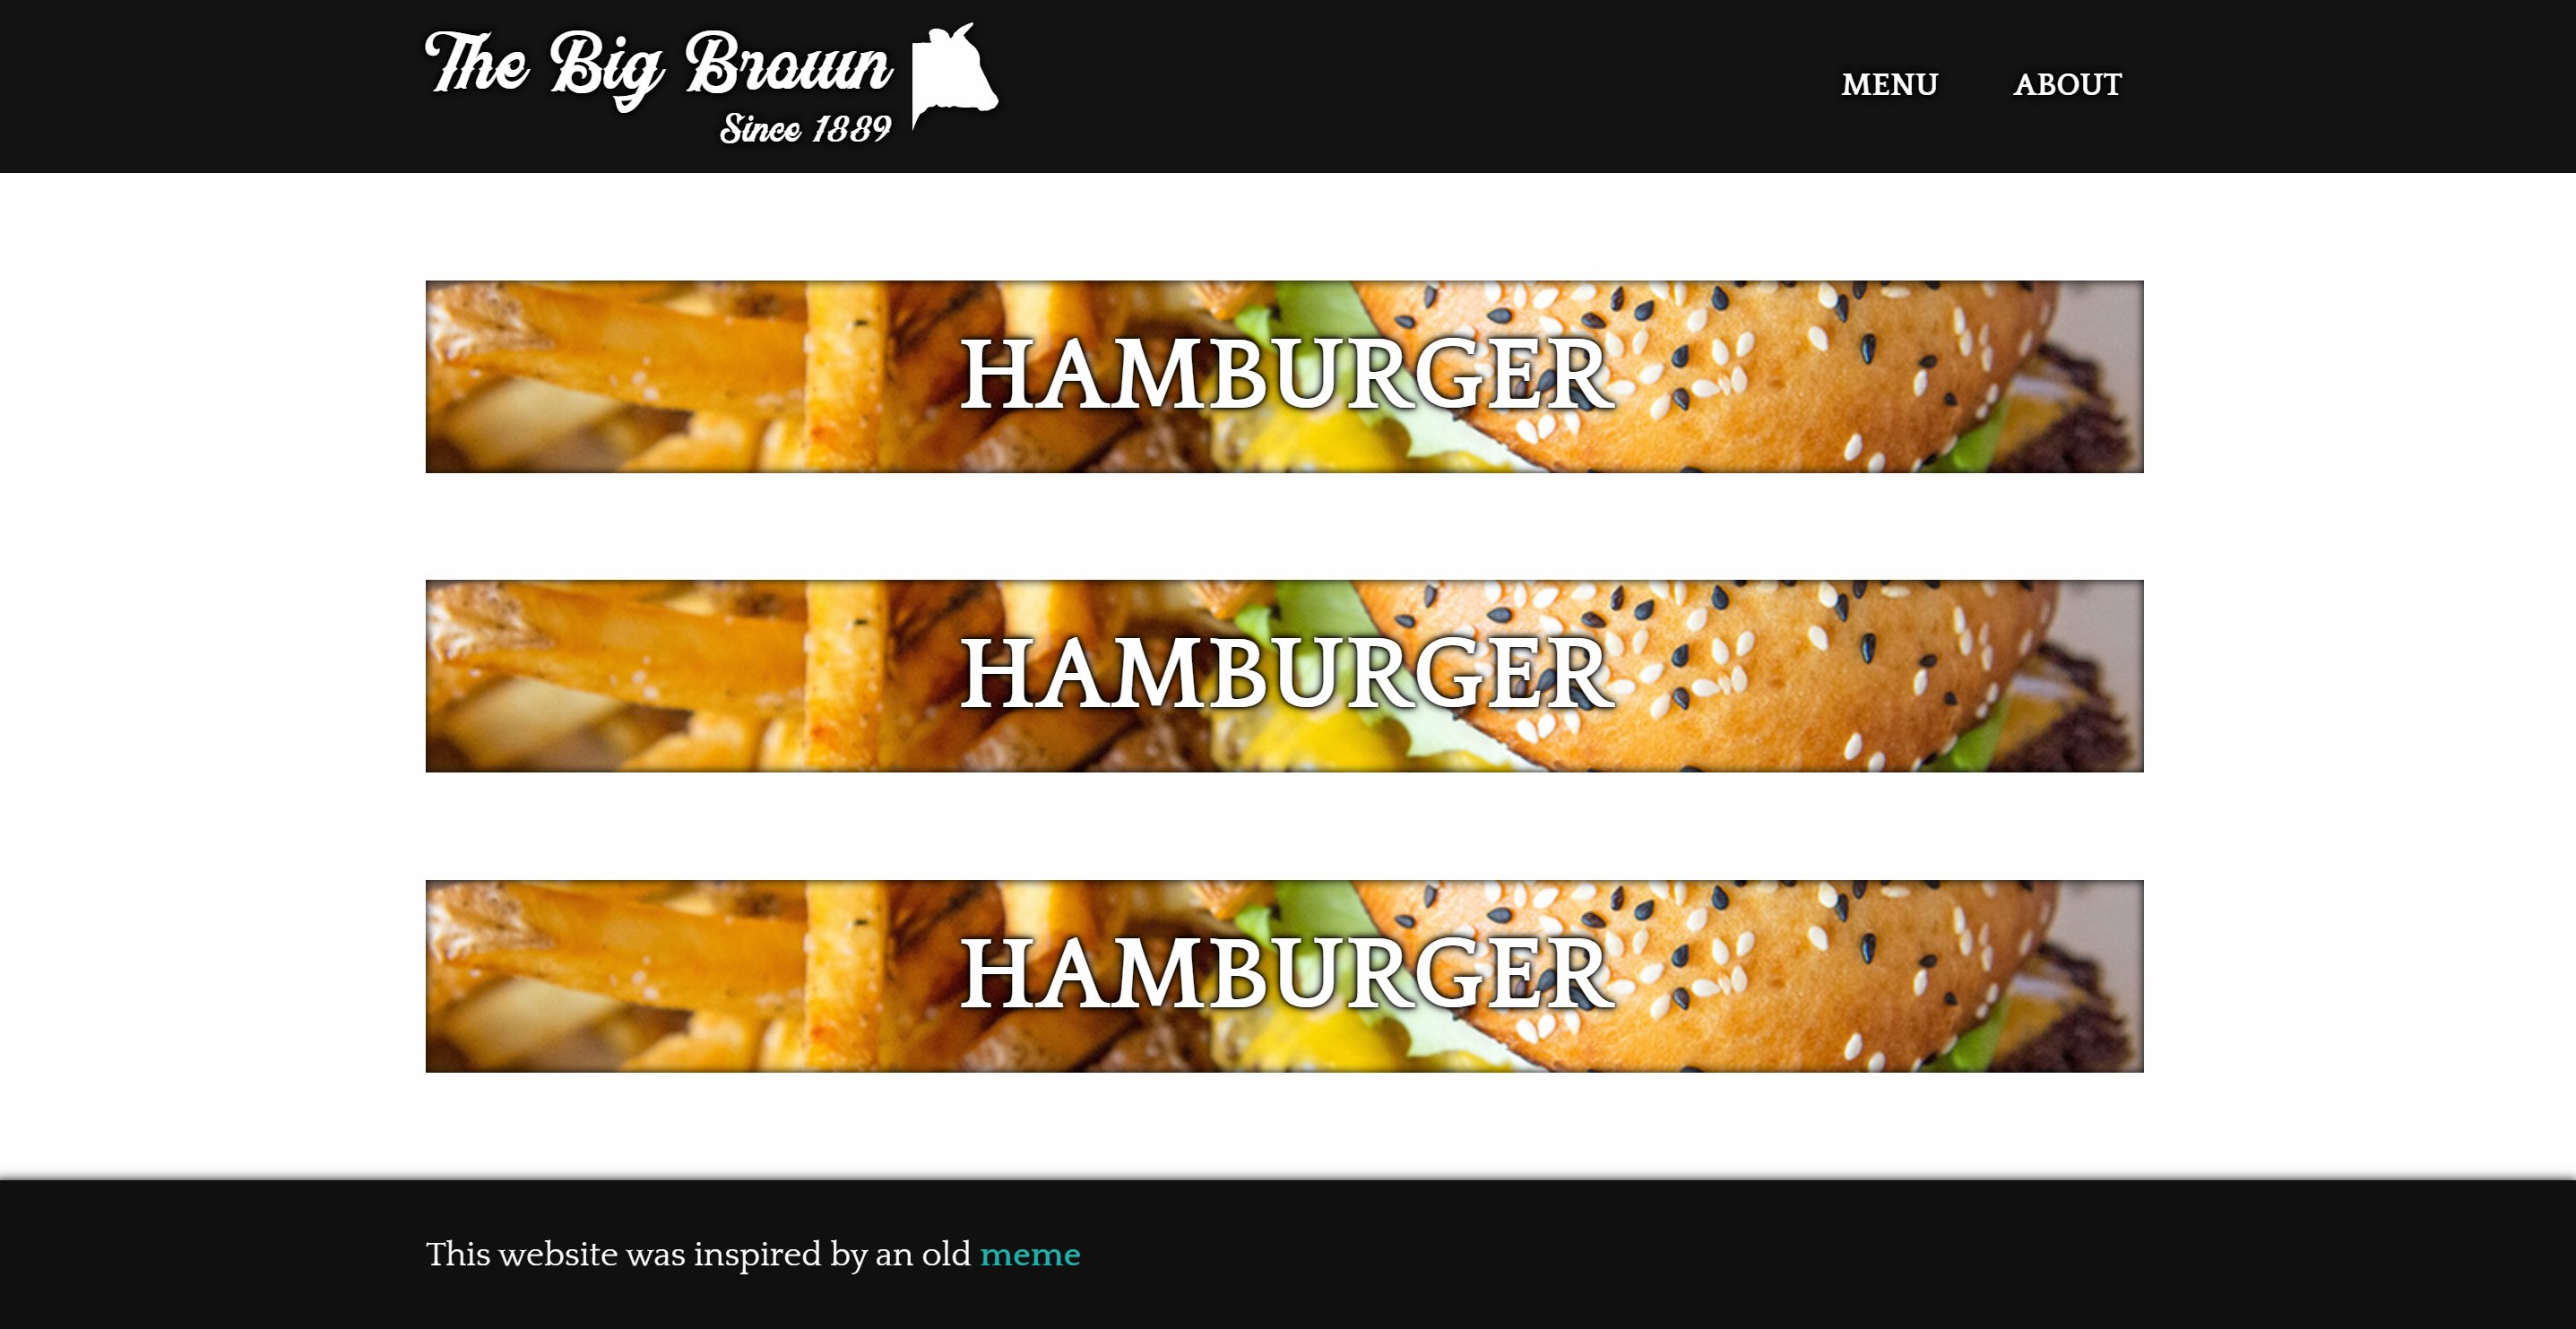 The Big Brown
Since 1889
MENU ABOUT
HAMBURGER
HAMBURGER
HAMBURGER
This website was inspired by an old meme